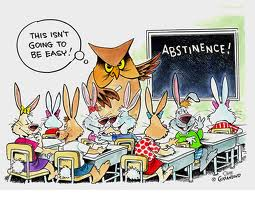 THIS ISN'T
GOING TO
BE EASY!
ABSTINENCE!